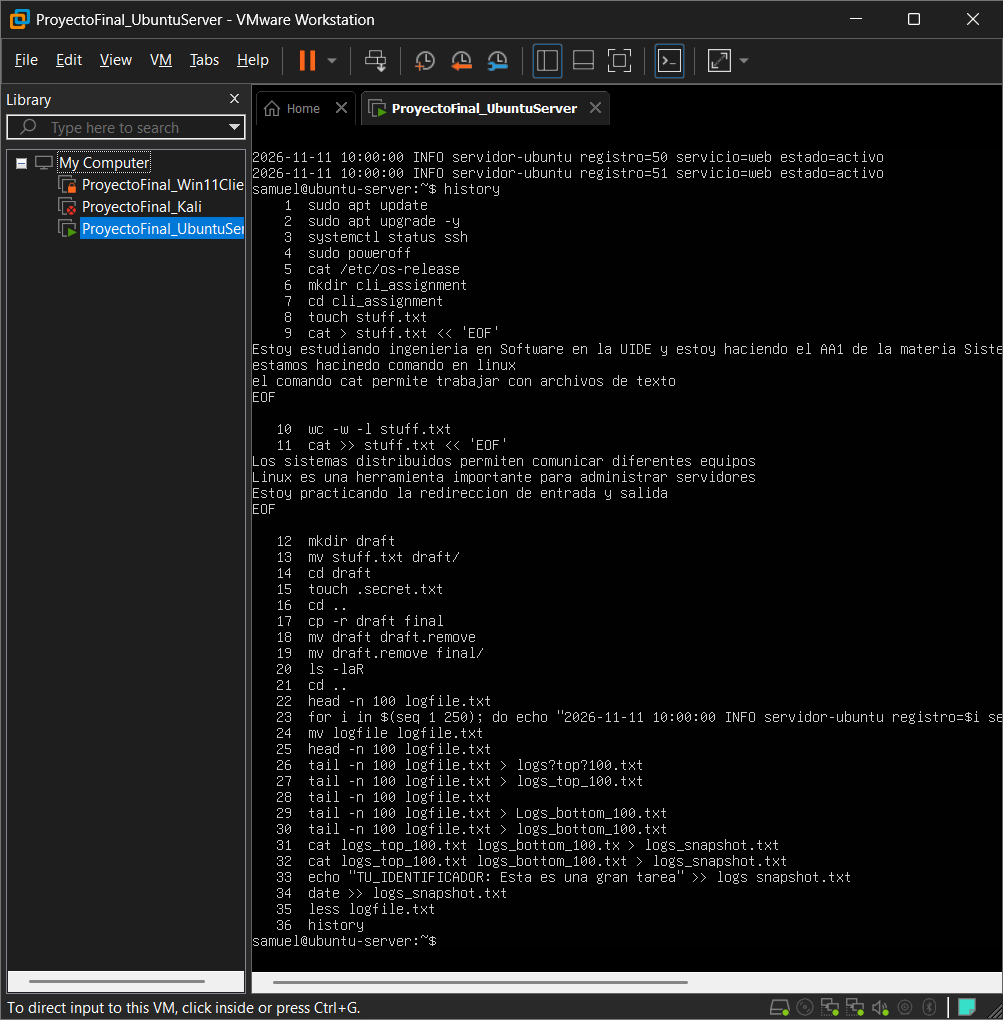 ProyectoFinal_UbuntuServer - VMware Workstation
File Edit View VM Tabs Help
Library
Type here to search
My Computer
ProyectoFinal_Win11Clie
ProyectoFinal_Kali
ProyectoFinal_UbuntuSer
Home
ProyectoFinal_UbuntuServer
2026-11-11 10:00:00 INFO servidor-ubuntu registro=50 servicio=web estado=activo
2026-11-11 10:00:00 INFO servidor-ubuntu registro=51 servicio=web estado=activo
samuel@ubuntu-server:~$ history
1 sudo apt update
2 sudo apt upgrade -y
3 systemctl status ssh
4 sudo poweroff
5 cat /etc/os-release
6 mkdir cli_assignment
7 cd cli_assignment
8 touch stuff.txt
9 cat > stuff.txt << 'EOF'
Estoy estudiando ingenieria en Software en la UIDE y estoy haciendo el AA1 de la materia Siste
estamos hacinedo comando en linux
el comando cat permite trabajar con archivos de texto
EOF
10 wc -w -l stuff.txt
11 cat >> stuff.txt << 'EOF'
Los sistemas distribuidos permiten comunicar diferentes equipos
Linux es una herramienta importante para administrar servidores
Estoy practicando la redireccion de entrada y salida
EOF
12 mkdir draft
13 mv stuff.txt draft/
14 cd draft
15 touch .secret.txt
16 cd ..
17 cp -r draft final
18 mv draft draft.remove
19 mv draft.remove final/
20 ls -laR
21 cd ..
22 head -n 100 logfile.txt
23 for i in $(seq 1 250); do echo "2026-11-11 10:00:00 INFO servidor-ubuntu registro=$i se
24 mv logfile logfile.txt
25 head -n 100 logfile.txt
26 tail -n 100 logfile.txt > logs?top?100.txt
27 tail -n 100 logfile.txt > logs_top_100.txt
28 tail -n 100 logfile.txt
29 tail -n 100 logfile.txt > Logs_bottom_100.txt
30 tail -n 100 logfile.txt > logs_bottom_100.txt
31 cat logs_top_100.txt logs_bottom_100.tx > logs_snapshot.txt
32 cat logs_top_100.txt logs_bottom_100.txt > logs_snapshot.txt
33 echo "TU_IDENTIFICADOR: Esta es una gran tarea" >> logs snapshot.txt
34 date >> logs_snapshot.txt
35 less logfile.txt
36 history
samuel@ubuntu-server:~$
To direct input to this VM, click inside or press Ctrl+G.